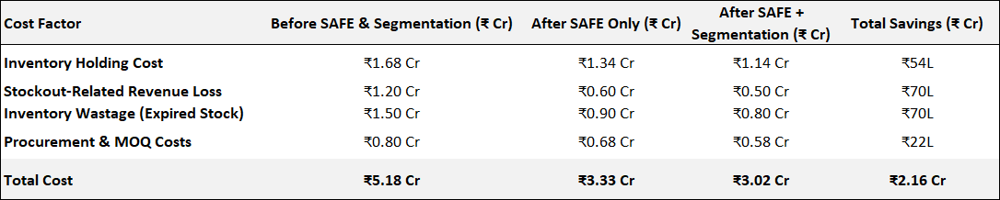 Cost Factor Before SAFE & Segmentation (₹ Cr) After SAFE Only (₹ Cr) After SAFE + Segmentation (₹ Cr) Total Savings (₹ Cr)
Inventory Holding Cost ₹1.68 Cr ₹1.34 Cr ₹1.14 Cr ₹54L
Stockout-Related Revenue Loss ₹1.20 Cr ₹0.60 Cr ₹0.50 Cr ₹70L
Inventory Wastage (Expired Stock) ₹1.50 Cr ₹0.90 Cr ₹0.80 Cr ₹70L
Procurement & MOQ Costs ₹0.80 Cr ₹0.68 Cr ₹0.58 Cr ₹22L
Total Cost ₹5.18 Cr ₹3.33 Cr ₹3.02 Cr ₹2.16 Cr